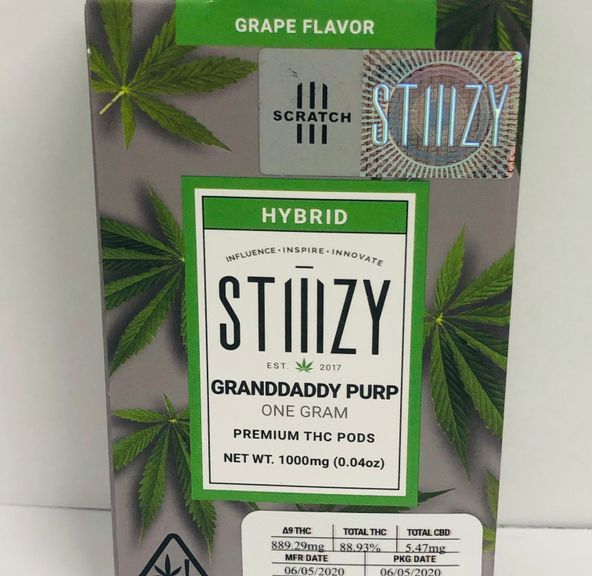 GRAPE FLAVOR
SCRATCH
STIIIZY
HYBRID
INFLUENCE • INSPIRE • INNOVATE
STIIIZY
EST. 2017
GRANDDADDY PURP
ONE GRAM
PREMIUM THC PODS
NET WT. 1000mg (0.04oz)
Δ9 THC TOTAL THC TOTAL CBD
889.29mg 88.93% 5.47mg
MFR DATE PKG DATE
06/05/2020 06/05/2020